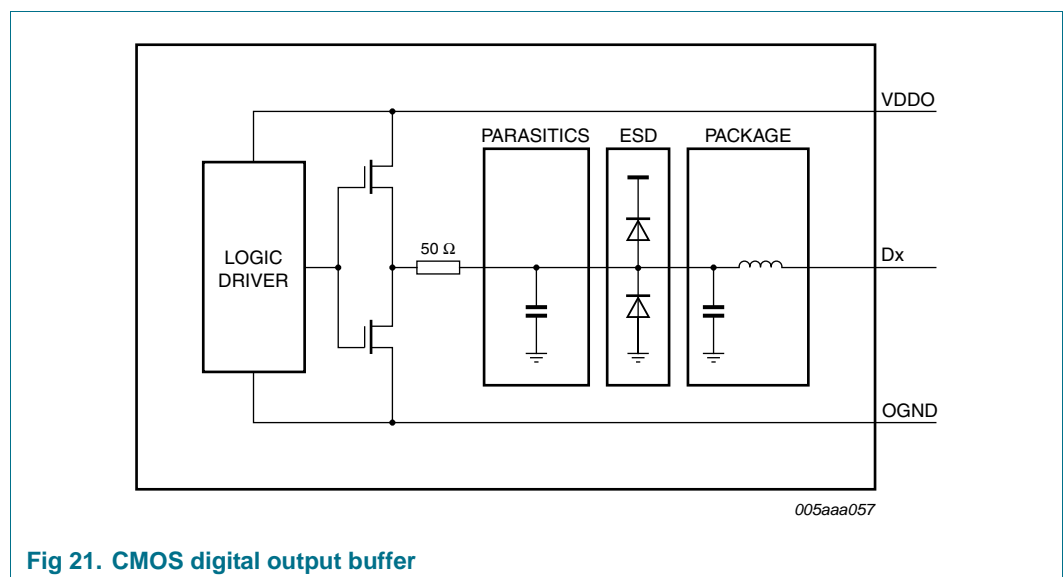 VDDO
PARASITICS ESD PACKAGE
LOGIC
DRIVER
50 Ω
Dx
OGND
005aaa057
Fig 21. CMOS digital output buffer